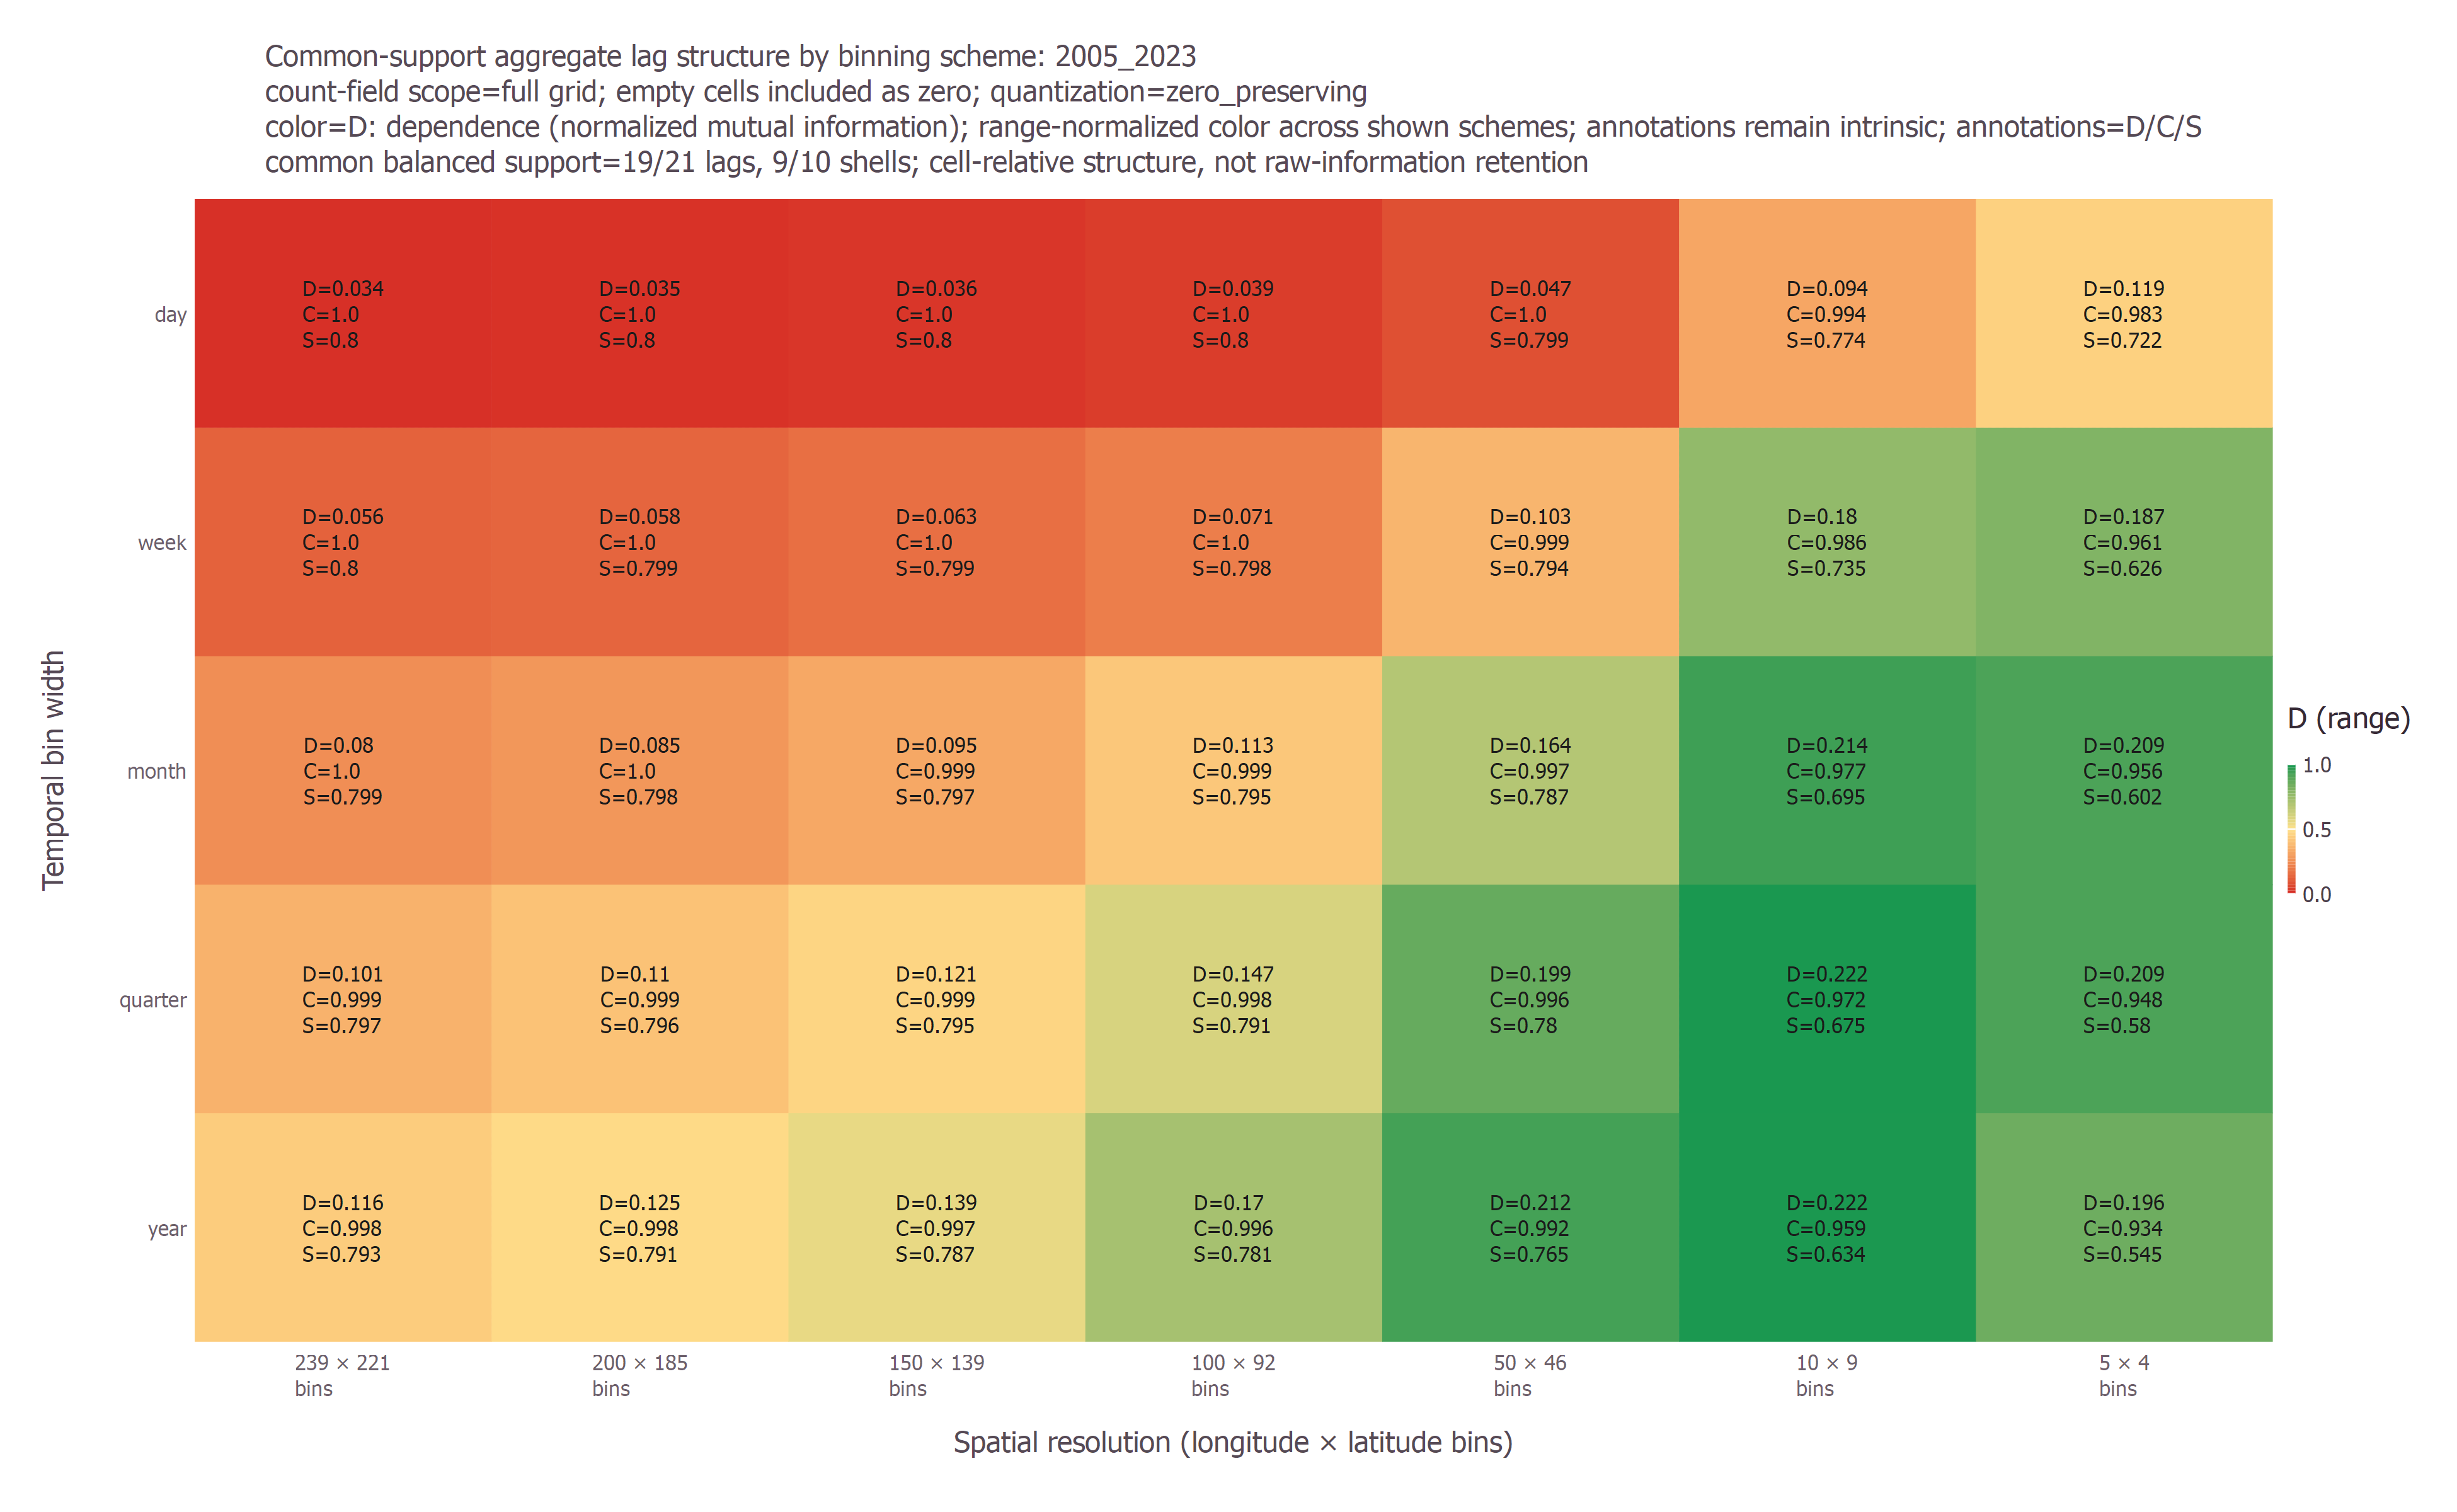 Common-support aggregate lag structure by binning scheme: 2005_2023
count-field scope=full grid; empty cells included as zero; quantization=zero_preserving
color=D: dependence (normalized mutual information); range-normalized color across shown schemes; annotations remain intrinsic; annotations=D/C/S
common balanced support=19/21 lags, 9/10 shells; cell-relative structure, not raw-information retention
Temporal bin width
day
D=0.034
C=1.0
S=0.8
D=0.035
C=1.0
S=0.8
D=0.036
C=1.0
S=0.8
D=0.039
C=1.0
S=0.8
D=0.047
C=1.0
S=0.799
D=0.094
C=0.994
S=0.774
D=0.119
C=0.983
S=0.722
week
D=0.056
C=1.0
S=0.8
D=0.058
C=1.0
S=0.799
D=0.063
C=1.0
S=0.799
D=0.071
C=1.0
S=0.798
D=0.103
C=0.999
S=0.794
D=0.18
C=0.986
S=0.735
D=0.187
C=0.961
S=0.626
month
D=0.08
C=1.0
S=0.799
D=0.085
C=1.0
S=0.798
D=0.095
C=0.999
S=0.797
D=0.113
C=0.999
S=0.795
D=0.164
C=0.997
S=0.787
D=0.214
C=0.977
S=0.695
D=0.209
C=0.956
S=0.602
quarter
D=0.101
C=0.999
S=0.797
D=0.11
C=0.999
S=0.796
D=0.121
C=0.999
S=0.795
D=0.147
C=0.998
S=0.791
D=0.199
C=0.996
S=0.78
D=0.222
C=0.972
S=0.675
D=0.209
C=0.948
S=0.58
year
D=0.116
C=0.998
S=0.793
D=0.125
C=0.998
S=0.791
D=0.139
C=0.997
S=0.787
D=0.17
C=0.996
S=0.781
D=0.212
C=0.992
S=0.765
D=0.222
C=0.959
S=0.634
D=0.196
C=0.934
S=0.545
239 × 221
bins
200 × 185
bins
150 × 139
bins
100 × 92
bins
50 × 46
bins
10 × 9
bins
5 × 4
bins
Spatial resolution (longitude × latitude bins)
D (range)
1.0
0.5
0.0